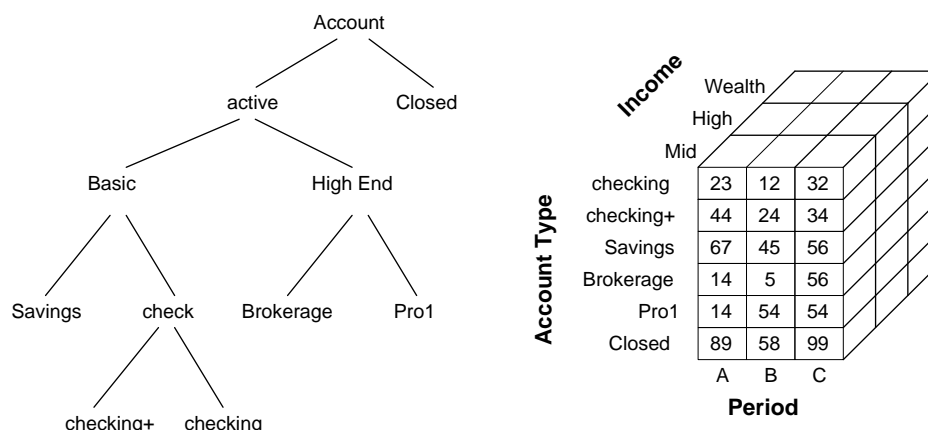 Account
active
Closed
Basic
High End
Savings
check
Brokerage
Pro1
checking+
checking
Income
Wealth
High
Mid
Account Type
checking 23 12 32
checking+ 44 24 34
Savings 67 45 56
Brokerage 14 5 56
Pro1 14 54 54
Closed 89 58 99
A B C
Period